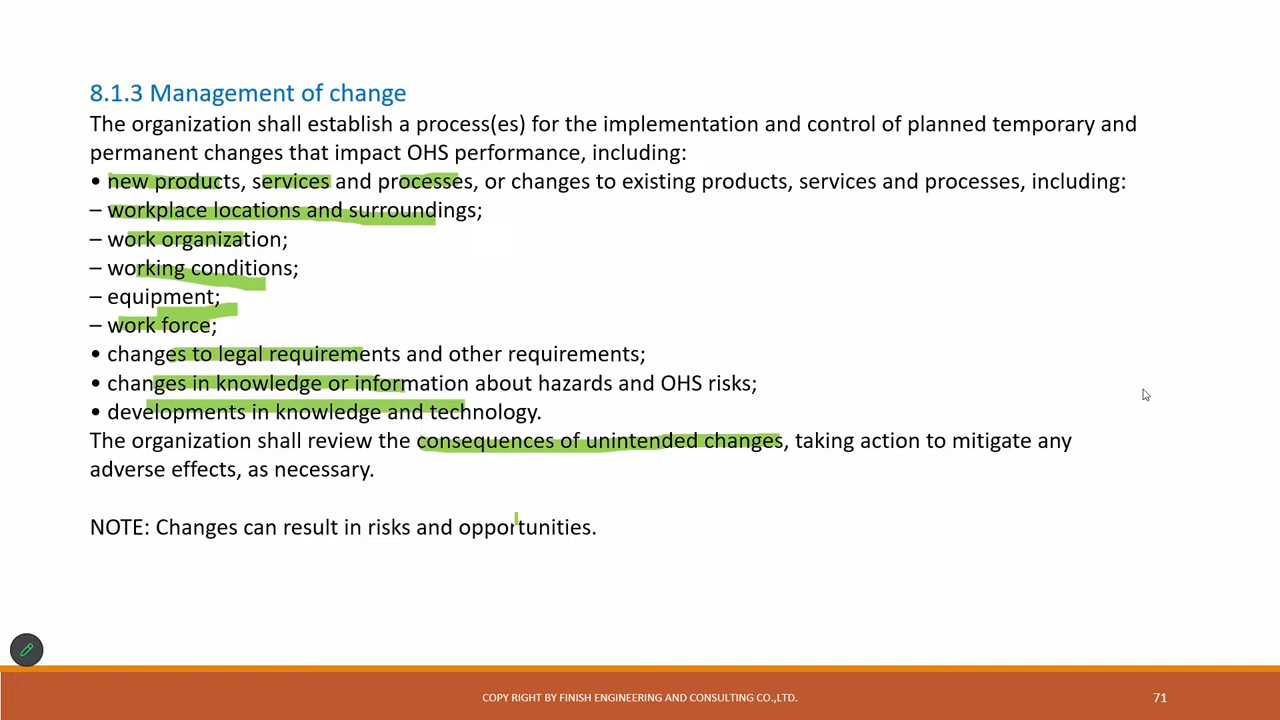 8.1.3 Management of change
The organization shall establish a process(es) for the implementation and control of planned temporary and
permanent changes that impact OHS performance, including:
• new products, services and processes, or changes to existing products, services and processes, including:
– workplace locations and surroundings;
– work organization;
– working conditions;
– equipment;
– work force;
• changes to legal requirements and other requirements;
• changes in knowledge or information about hazards and OHS risks;
• developments in knowledge and technology.
The organization shall review the consequences of unintended changes, taking action to mitigate any
adverse effects, as necessary.
NOTE: Changes can result in risks and opportunities.
COPY RIGHT BY FINISH ENGINEERING AND CONSULTING CO.,LTD.
71